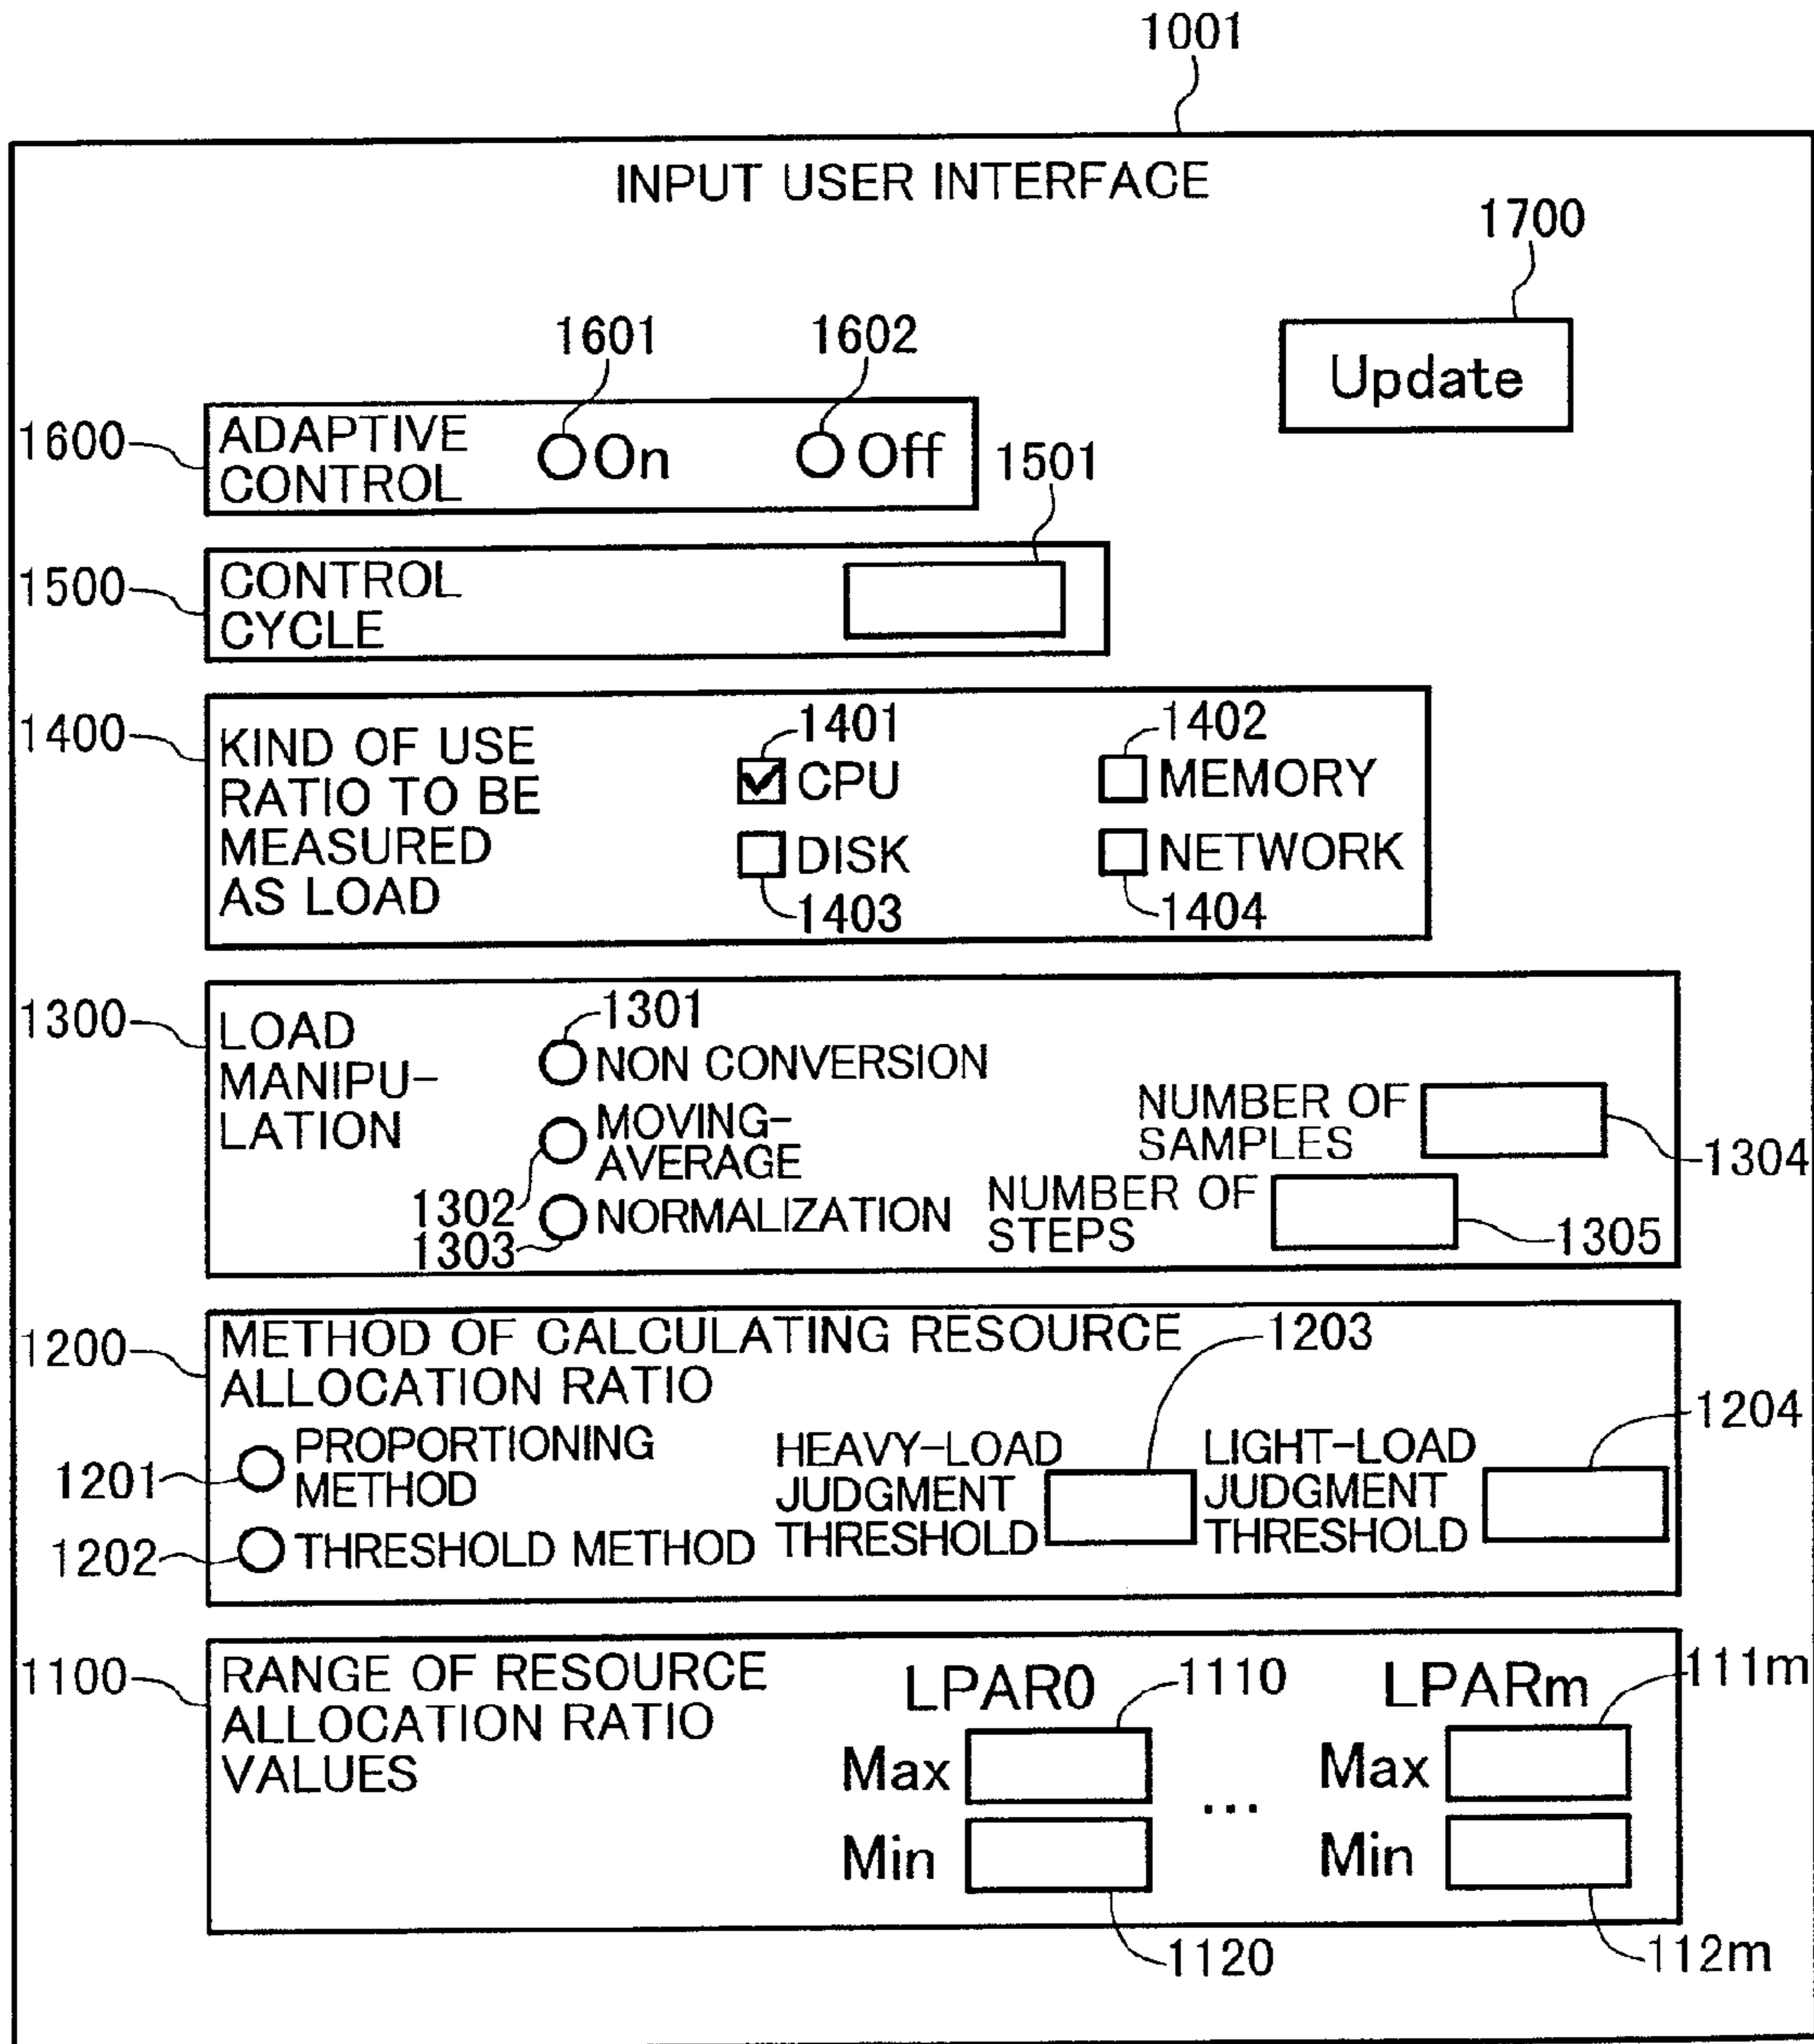 1001
INPUT USER INTERFACE
1700
Update
1601
1602
1600
ADAPTIVE
CONTROL
On
Off
1501
1500
CONTROL
CYCLE
1400
KIND OF USE
RATIO TO BE
MEASURED
AS LOAD
1401
CPU
1402
MEMORY
DISK
1403
NETWORK
1404
1300
LOAD
MANIPU-
LATION
1301
NON CONVERSION
MOVING-
AVERAGE
1302
NUMBER OF
SAMPLES
1304
1303
NORMALIZATION
NUMBER OF
STEPS
1305
1200
METHOD OF CALCULATING RESOURCE
ALLOCATION RATIO
1203
1204
1201
PROPORTIONING
METHOD
1202
THRESHOLD METHOD
HEAVY-LOAD
JUDGMENT
THRESHOLD
LIGHT-LOAD
JUDGMENT
THRESHOLD
1100
RANGE OF RESOURCE
ALLOCATION RATIO
VALUES
LPAR0
1110
Max
Min
1120
...
LPARm
111m
Max
Min
112m